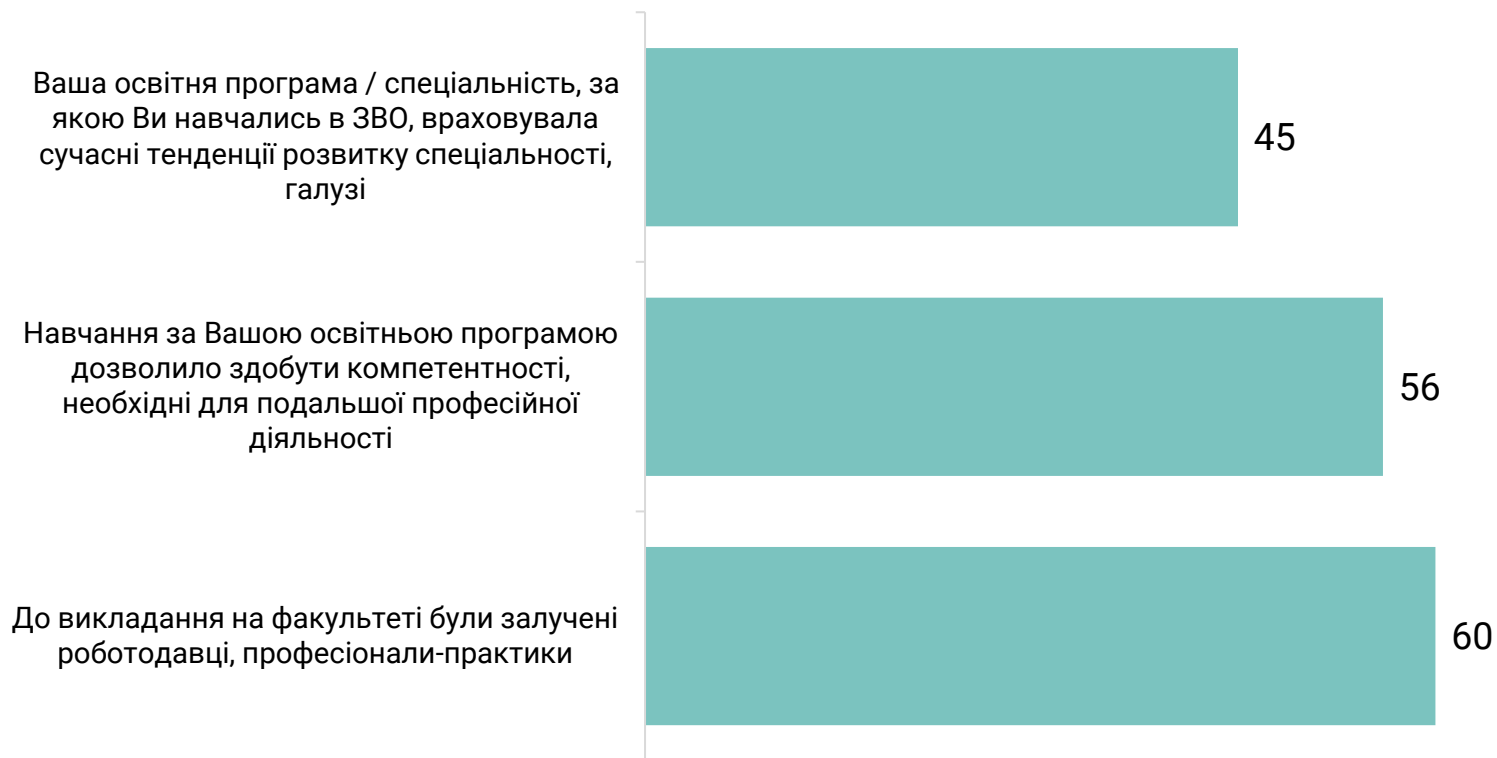 Ваша освітня програма / спеціальність, за
якою Ви навчались в ЗВО, враховувала
сучасні тенденції розвитку спеціальності,
галузі
45
Навчання за Вашою освітньою програмою
дозволило здобути компетентності,
необхідні для подальшої професійної
діяльності
56
До викладання на факультеті були залучені
роботодавці, професіонали-практики
60